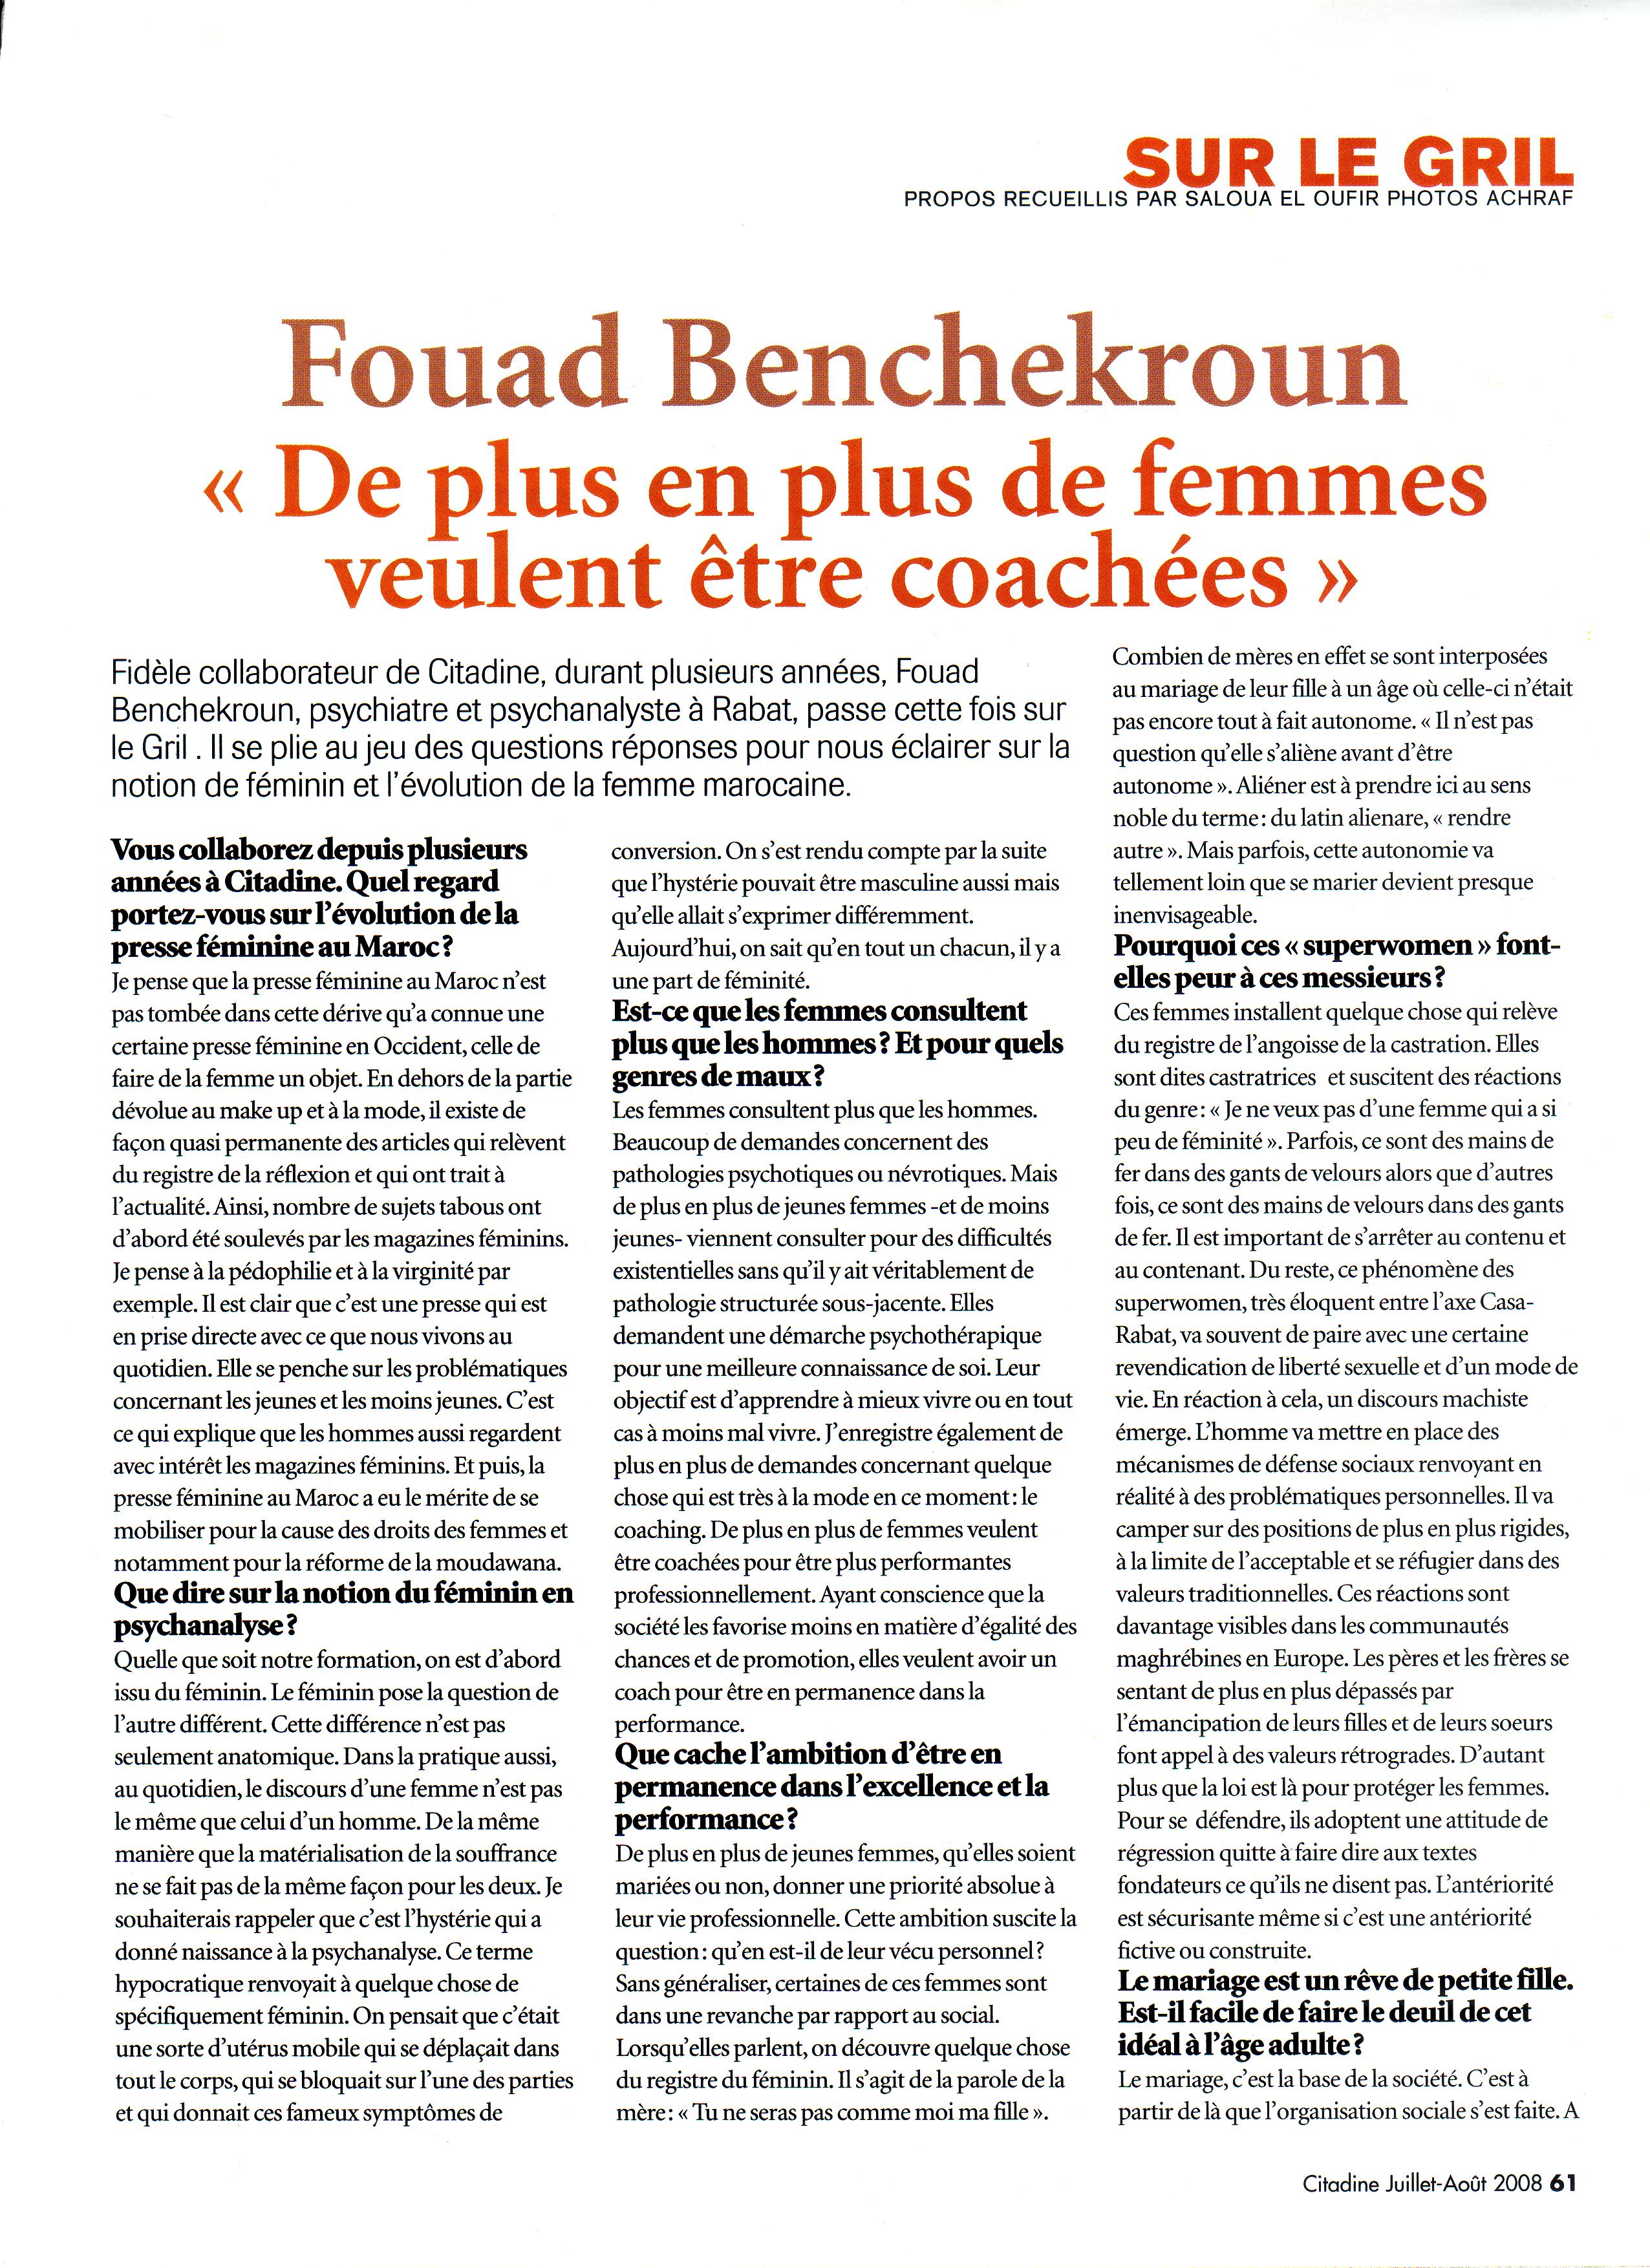 SUR LE GRIL
PROPOS RECUEILLIS PAR SALOUA EL OUFIR PHOTOS ACHRAF
Fouad Benchekroun
« De plus en plus de femmes
veulent être coachées »
Fidèle collaborateur de Citadine, durant plusieurs années, Fouad
Benchekroun, psychiatre et psychanalyste à Rabat, passe cette fois sur
le Gril . Il se plie au jeu des questions réponses pour nous éclairer sur la
notion de féminin et l'évolution de la femme marocaine.
Vous collaborez depuis plusieurs
années à Citadine. Quel regard
portez-vous sur l'évolution de la
presse féminine au Maroc ?
Je pense que la presse féminine au Maroc n'est
pas tombée dans cette dérive qu'a connue une
certaine presse féminine en Occident, celle de
faire de la femme un objet. En dehors de la partie
dévolue au make up et à la mode, il existe de
façon quasi permanente des articles qui relèvent
du registre de la réflexion et qui ont trait à
l'actualité. Ainsi, nombre de sujets tabous ont
d'abord été soulevés par les magazines féminins.
Je pense à la pédophilie et à la virginité par
exemple. Il est clair que c'est une presse qui est
en prise directe avec ce que nous vivons au
quotidien. Elle se penche sur les problématiques
concernant les jeunes et les moins jeunes. C'est
ce qui explique que les hommes aussi regardent
avec intérêt les magazines féminins. Et puis, la
presse féminine au Maroc a eu le mérite de se
mobiliser pour la cause des droits des femmes et
notamment pour la réforme de la moudawana.
Que dire sur la notion du féminin en
psychanalyse ?
Quelle que soit notre formation, on est d'abord
issu du féminin. Le féminin pose la question de
l'autre différent. Cette différence n'est pas
seulement anatomique. Dans la pratique aussi,
au quotidien, le discours d'une femme n'est pas
le même que celui d'un homme. De la même
manière que la matérialisation de la souffrance
ne se fait pas de la même façon pour les deux. Je
souhaiterais rappeler que c'est l'hystérie qui a
donné naissance à la psychanalyse. Ce terme
hypocratique renvoyait à quelque chose de
spécifiquement féminin. On pensait que c'était
une sorte d'utérus mobile qui se déplaçait dans
tout le corps, qui se bloquait sur l'une des parties
et qui donnait ces fameux symptômes de
conversion. On s'est rendu compte par la suite
que l'hystérie pouvait être masculine aussi mais
qu'elle allait s'exprimer différemment.
Aujourd'hui, on sait qu'en tout un chacun, il y a
une part de féminité.
Est-ce que les femmes consultent
plus que les hommes ? Et pour quels
genres de maux ?
Les femmes consultent plus que les hommes.
Beaucoup de demandes concernent des
pathologies psychotiques ou névrotiques. Mais
de plus en plus de jeunes femmes -et de moins
jeunes- viennent consulter pour des difficultés
existentielles sans qu'il y ait véritablement de
pathologie structurée sous-jacente. Elles
demandent une démarche psychothérapique
pour une meilleure connaissance de soi. Leur
objectif est d'apprendre à mieux vivre ou en tout
cas à moins mal vivre. J'enregistre également de
plus en plus de demandes concernant quelque
chose qui est très à la mode en ce moment : le
coaching. De plus en plus de femmes veulent
être coachées pour être plus performantes
professionnellement. Ayant conscience que la
société les favorise moins en matière d'égalité des
chances et de promotion, elles veulent avoir un
coach pour être en permanence dans la
performance.
Que cache l'ambition d'être en
permanence dans l'excellence et la
performance ?
De plus en plus de jeunes femmes, qu'elles soient
mariées ou non, donner une priorité absolue à
leur vie professionnelle. Cette ambition suscite la
question : qu'en est-il de leur vécu personnel ?
Sans généraliser, certaines de ces femmes sont
dans une revanche par rapport au social.
Lorsqu'elles parlent, on découvre quelque chose
du registre du féminin. Il s'agit de la parole de la
mère : « Tu ne seras pas comme moi ma fille ».
Combien de mères en effet se sont interposées
au mariage de leur fille à un âge où celle-ci n'était
pas encore tout à fait autonome. « Il n'est pas
question qu'elle s'aliène avant d'être
autonome ». Aliéner est à prendre ici au sens
noble du terme : du latin alienare, « rendre
autre ». Mais parfois, cette autonomie va
tellement loin que se marier devient presque
inenvisageable.
Pourquoi ces « superwomen » font-
elles peur à ces messieurs ?
Ces femmes installent quelque chose qui relève
du registre de l'angoisse de la castration. Elles
sont dites castratrices et suscitent des réactions
du genre : « Je ne veux pas d'une femme qui a si
peu de féminité ». Parfois, ce sont des mains de
fer dans des gants de velours alors que d'autres
fois, ce sont des mains de velours dans des gants
de fer. Il est important de s'arrêter au contenu et
au contenant. Du reste, ce phénomène des
superwomen, très éloquent entre l'axe Casa-
Rabat, va souvent de paire avec une certaine
revendication de liberté sexuelle et d'un mode de
vie. En réaction à cela, un discours machiste
émerge. L'homme va mettre en place des
mécanismes de défense sociaux renvoyant en
réalité à des problématiques personnelles. Il va
camper sur des positions de plus en plus rigides,
à la limite de l'acceptable et se réfugier dans des
valeurs traditionnelles. Ces réactions sont
davantage visibles dans les communautés
maghrébines en Europe. Les pères et les frères se
sentant de plus en plus dépassés par
l'émancipation de leurs filles et de leurs soeurs
font appel à des valeurs rétrogrades. D'autant
plus que la loi est là pour protéger les femmes.
Pour se défendre, ils adoptent une attitude de
régression quitte à faire dire aux textes
fondateurs ce qu'ils ne disent pas. L'antériorité
est sécurisante même si c'est une antériorité
fictive ou construite.
Le mariage est un rêve de petite fille.
Est-il facile de faire le deuil de cet
idéal à l'âge adulte ?
Le mariage, c'est la base de la société. C'est à
partir de là que l'organisation sociale s'est faite. A
Citadine Juillet-Août 2008 61